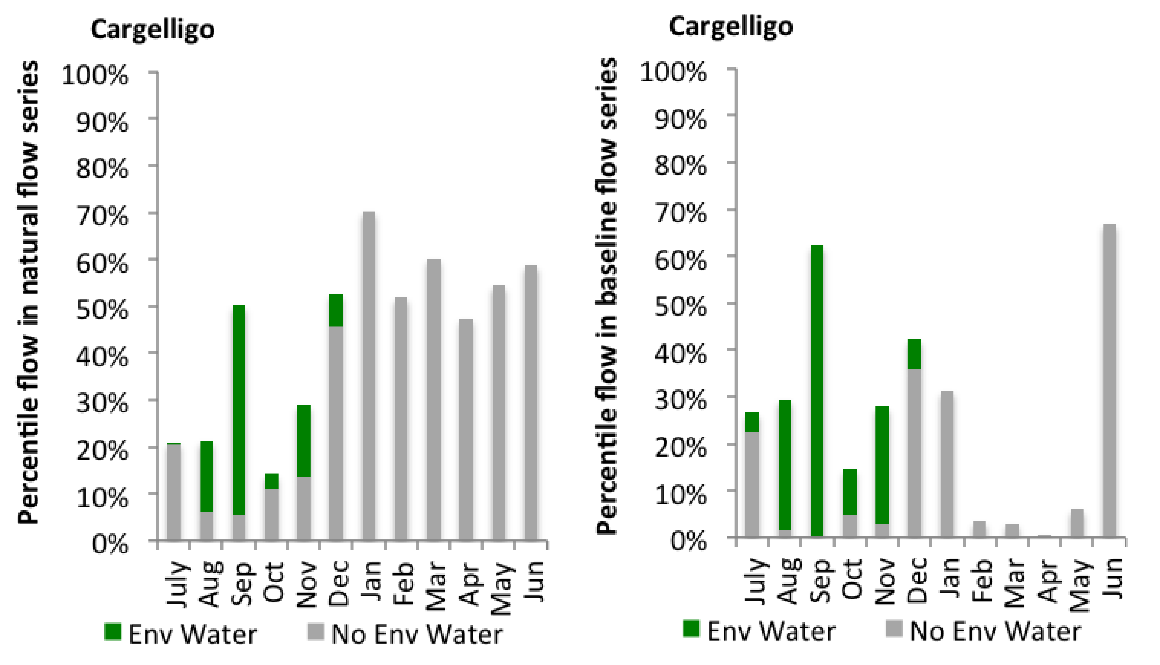 Cargelligo
Percentile flow in natural flow series
100%
90%
80%
70%
60%
50%
40%
30%
20%
10%
0%
July Aug Sep Oct Nov Dec Jan Feb Mar Apr May Jun
Env Water No Env Water
Cargelligo
Percentile flow in baseline flow series
100%
90%
80%
70%
60%
50%
40%
30%
20%
10%
0%
July Aug Sep Oct Nov Dec Jan Feb Mar Apr May Jun
Env Water No Env Water